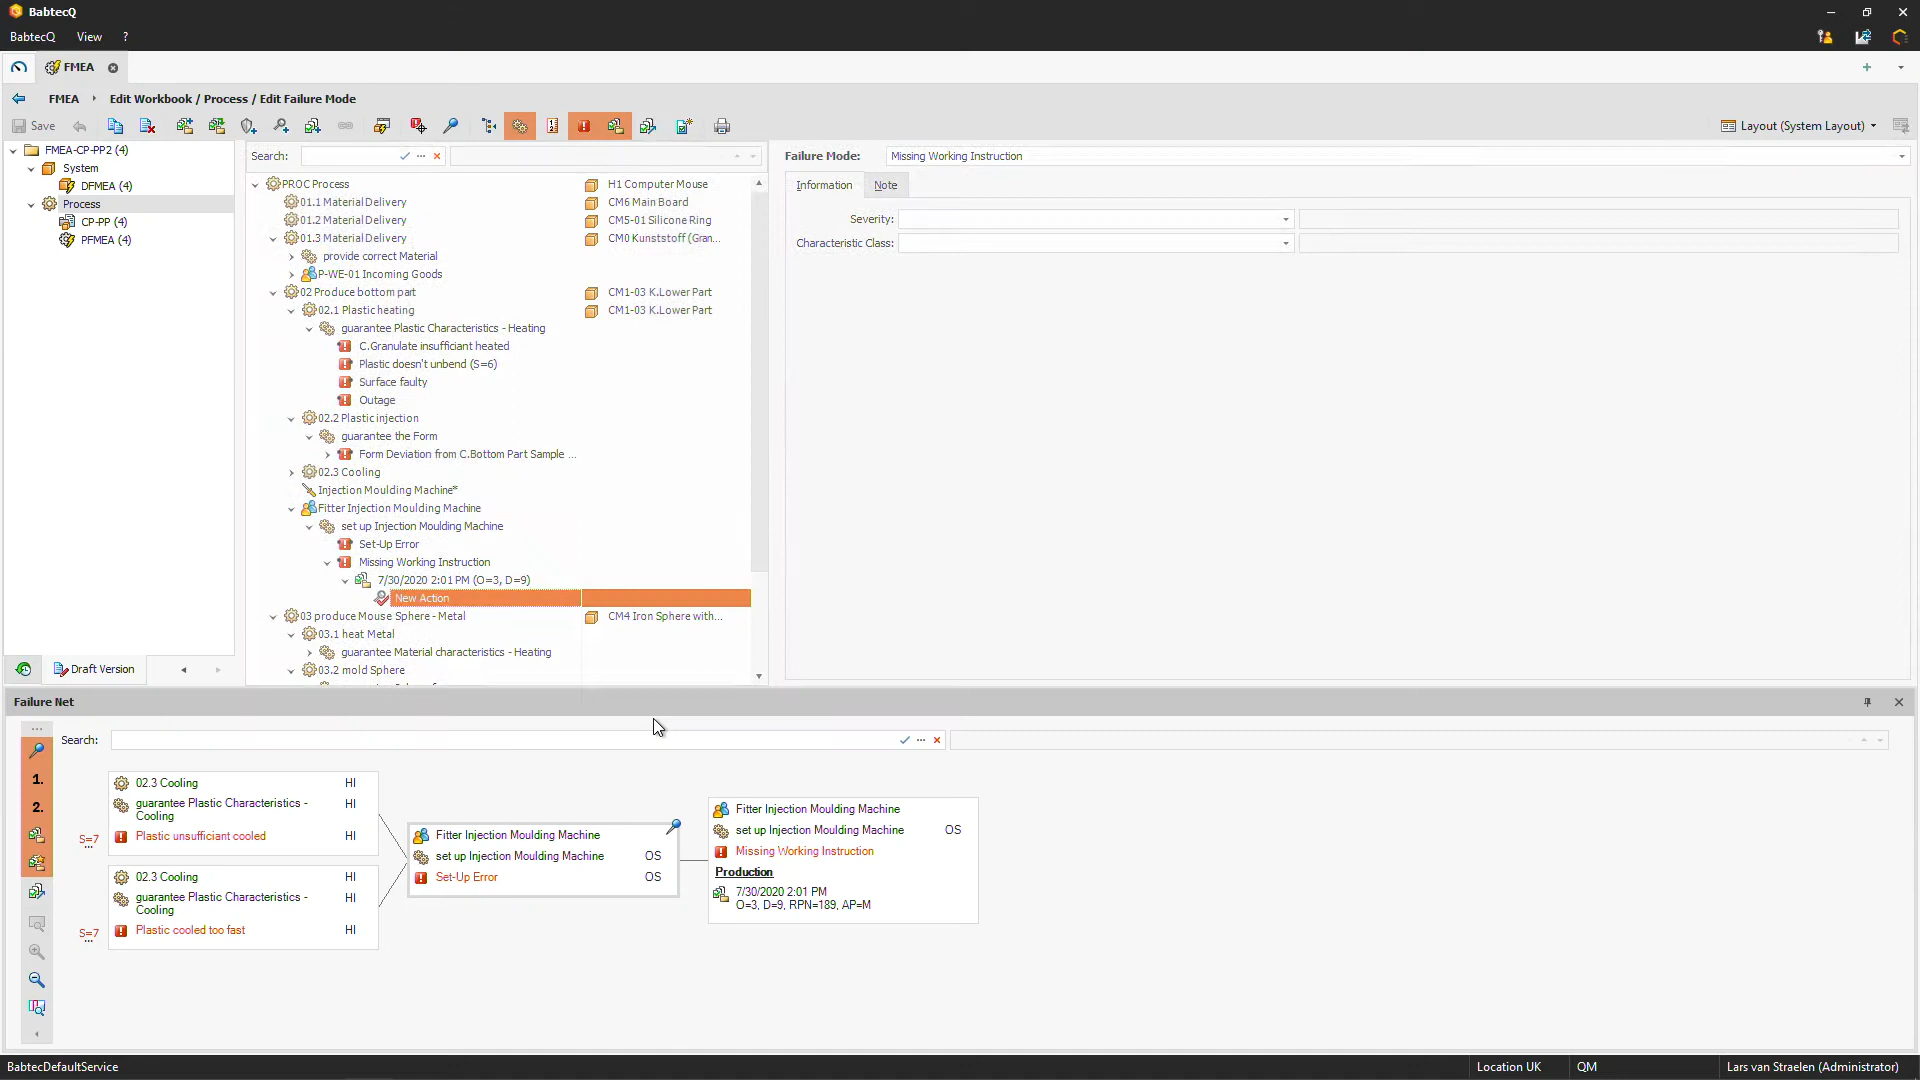 BabtecQ
BabtecQ View ?
FMEA
FMEA Edit Workbook / Process / Edit Failure Mode
Save
Layout (System Layout)
FMEA-CP-PP2 (4)
System
DFMEA (4)
Process
CP-PP (4)
PFMEA (4)
Draft Version
Search:
PROC Process H1 Computer Mouse
01.1 Material Delivery CM6 Main Board
01.2 Material Delivery CM5-01 Silicone Ring
01.3 Material Delivery CM0 Kunststoff (Gran...
provide correct Material
P-WE-01 Incoming Goods
02 Produce bottom part CM1-03 K.Lower Part
02.1 Plastic heating CM1-03 K.Lower Part
guarantee Plastic Characteristics - Heating
C.Granulate insufficiant heated
Plastic doesn't unbend (S=6)
Surface faulty
Outage
02.2 Plastic injection
guarantee the Form
Form Deviation from C.Bottom Part Sample ...
02.3 Cooling
Injection Moulding Machine*
Fitter Injection Moulding Machine
set up Injection Moulding Machine
Set-Up Error
Missing Working Instruction
7/30/2020 2:01 PM (O=3, D=9)
New Action
03 produce Mouse Sphere - Metal CM4 Iron Sphere with...
03.1 heat Metal
guarantee Material characteristics - Heating
03.2 mold Sphere
Failure Mode: Missing Working Instruction
Information Note
Severity:
Characteristic Class:
Failure Net
Search:
1.
2.
02.3 Cooling HI
guarantee Plastic Characteristics - HI
Cooling
S=7 Plastic unsufficiant cooled HI
02.3 Cooling HI
guarantee Plastic Characteristics - HI
Cooling
S=7 Plastic cooled too fast HI
Fitter Injection Moulding Machine
set up Injection Moulding Machine OS
Set-Up Error OS
Fitter Injection Moulding Machine
set up Injection Moulding Machine OS
Missing Working Instruction
Production
7/30/2020 2:01 PM
O=3, D=9, RPN=189, AP=M
BabtecDefaultService Location UK QM Lars van Straelen (Administrator)